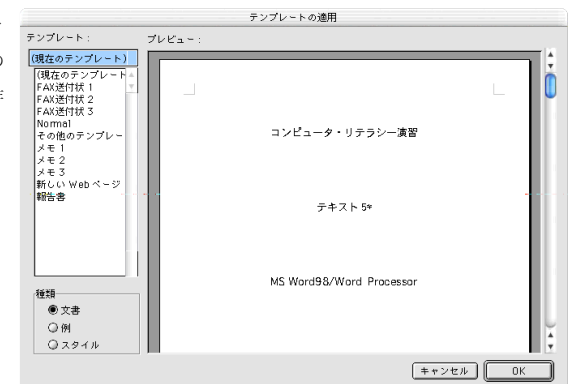 テンプレートの適用
テンプレート：
プレビュー：
(現在のテンプレート)
(現在のテンプレート
FAX送付状 1
FAX送付状 2
FAX送付状 3
Normal
その他のテンプレー
メモ 1
メモ 2
メモ 3
新しい Web ページ
報告書
種類
文書
例
スタイル
コンピュータ・リテラシー演習
テキスト 5*
MS Word98/Word Processor
キャンセル
OK